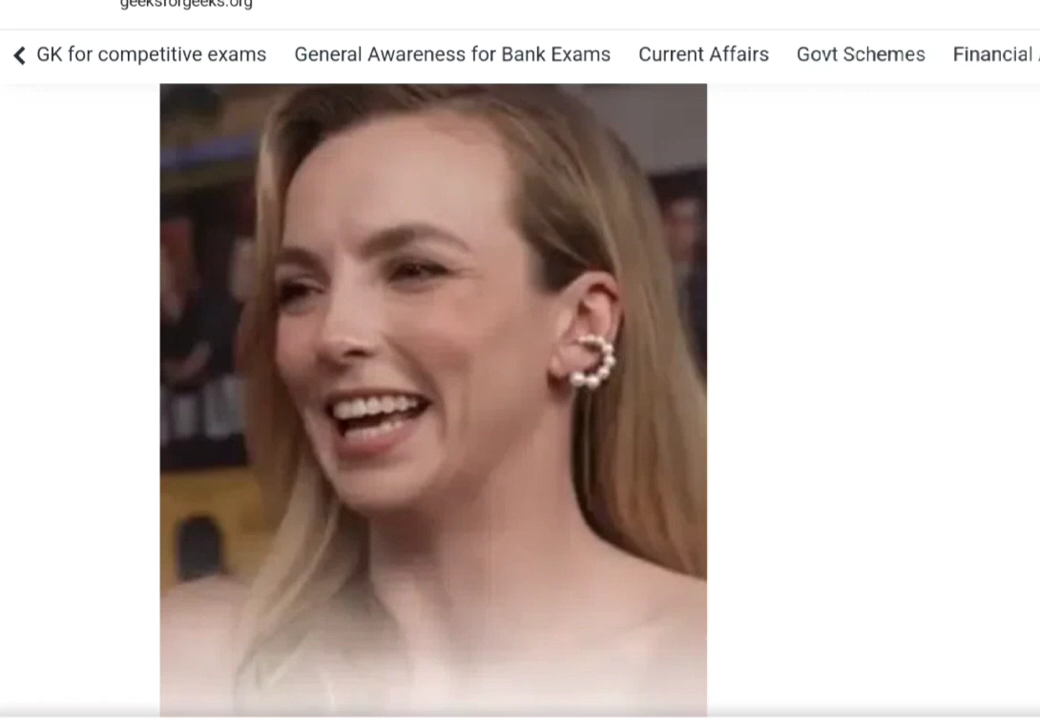 geeksforgeeks.org
GK for competitive exams General Awareness for Bank Exams Current Affairs Govt Schemes Financial